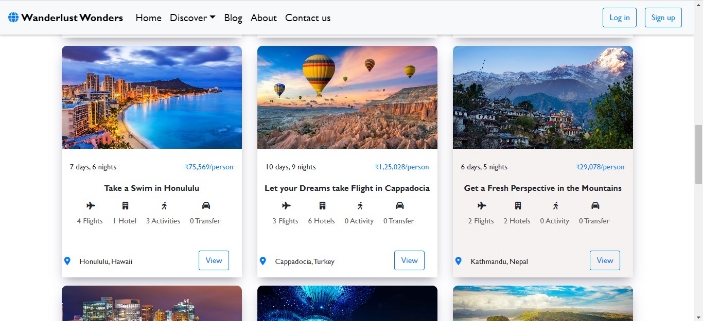 Wanderlust Wonders Home Discover Blog About Contact us Log in Sign up
7 days, 6 nights ₹75,569/person
Take a Swim in Honululu
4 Flights 1 Hotel 3 Activities 0 Transfer
Honululu, Hawaii View
10 days, 9 nights ₹1,25,028/person
Let your Dreams take Flight in Cappadocia
3 Flights 6 Hotels 0 Activity 0 Transfer
Cappadocia, Turkey View
6 days, 5 nights ₹29,078/person
Get a Fresh Perspective in the Mountains
2 Flights 2 Hotels 0 Activity 0 Transfer
Kathmandu, Nepal View